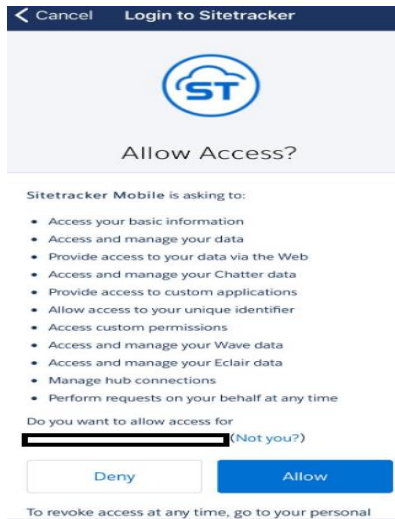 Cancel Login to Sitetracker
ST
Allow Access?
Sitetracker Mobile is asking to:
• Access your basic information
• Access and manage your data
• Provide access to your data via the Web
• Access and manage your Chatter data
• Provide access to custom applications
• Allow access to your unique identifier
• Access custom permissions
• Access and manage your Wave data
• Access and manage your Eclair data
• Manage hub connections
• Perform requests on your behalf at any time
Do you want to allow access for
(Not you?)
Deny Allow
To revoke access at any time, go to your personal